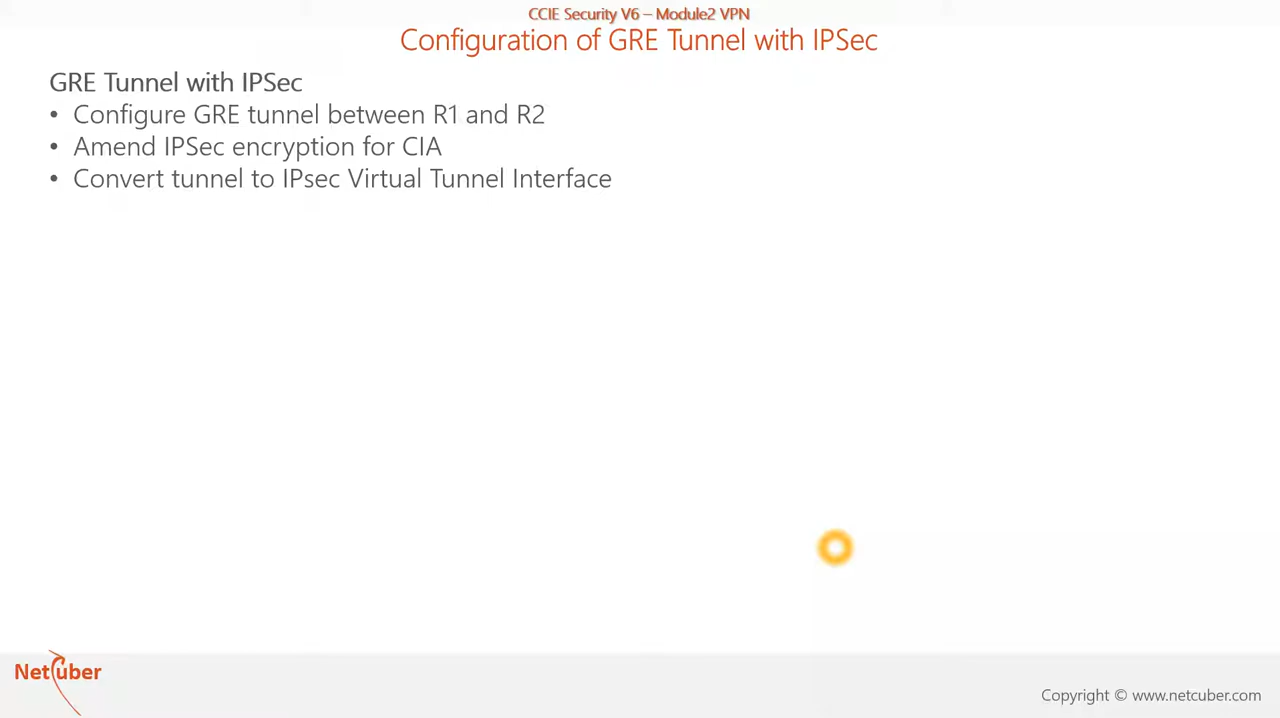 CCIE Security V6 – Module2 VPN
Configuration of GRE Tunnel with IPSec
GRE Tunnel with IPSec
• Configure GRE tunnel between R1 and R2
• Amend IPSec encryption for CIA
• Convert tunnel to IPsec Virtual Tunnel Interface
NetCuber
Copyright © www.netcuber.com